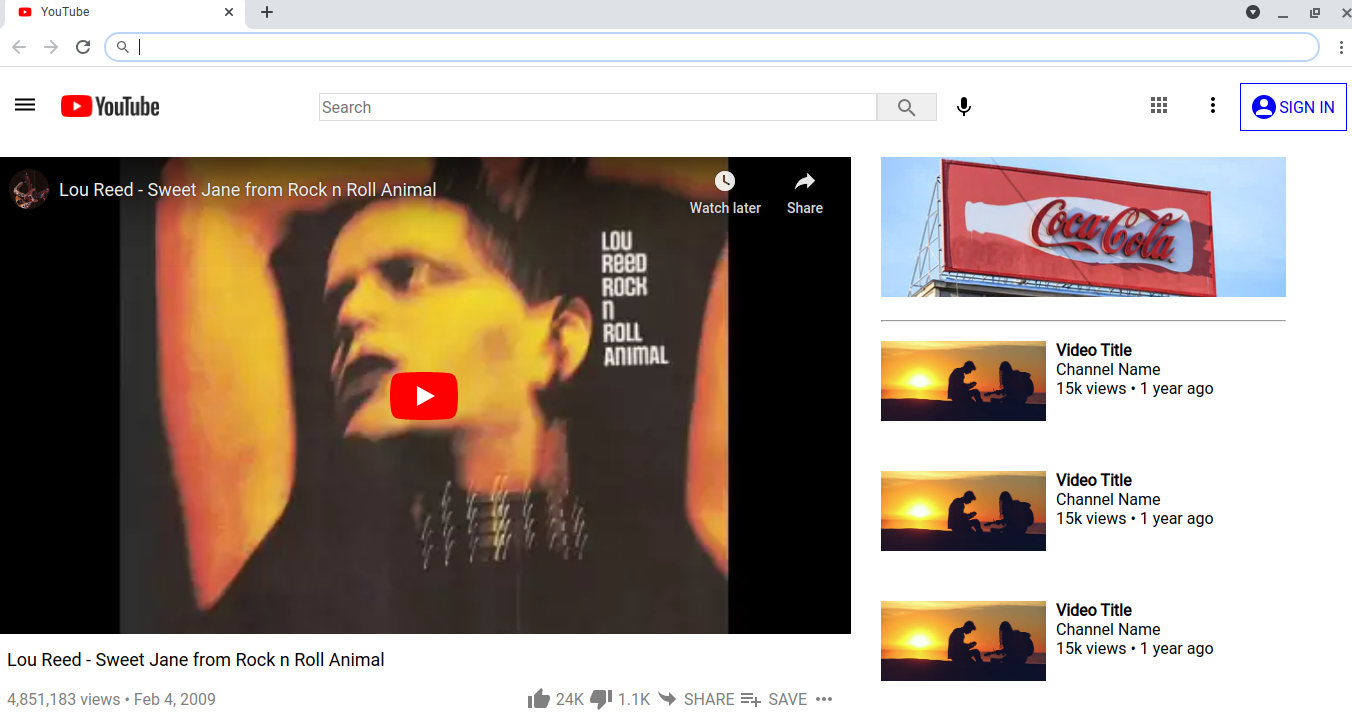 YouTube
YouTube
Search
SIGN IN
Lou Reed - Sweet Jane from Rock n Roll Animal
Watch later
Share
LOU
REED
ROCK
N
ROLL
ANIMAL
Coca-Cola
Video Title
Channel Name
15k views • 1 year ago
Video Title
Channel Name
15k views • 1 year ago
Video Title
Channel Name
15k views • 1 year ago
Lou Reed - Sweet Jane from Rock n Roll Animal
4,851,183 views • Feb 4, 2009
24K 1.1K SHARE SAVE